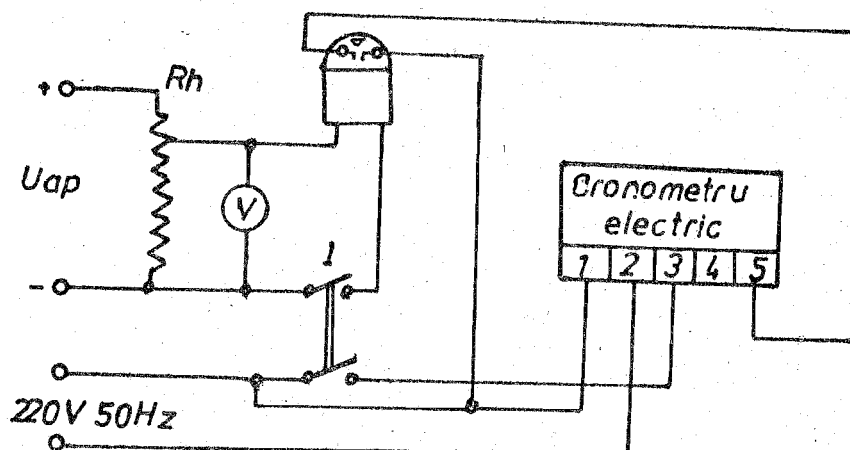 + Rh
Uap
V
1
-
220V 50Hz
Cronometru
electric
1 2 3 4 5